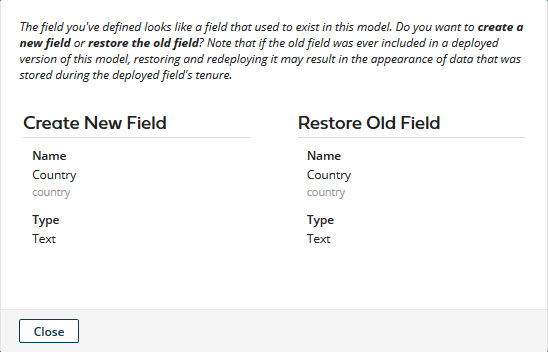 The field you've defined looks like a field that used to exist in this model. Do you want to create a
new field or restore the old field? Note that if the old field was ever included in a deployed
version of this model, restoring and redeploying it may result in the appearance of data that was
stored during the deployed field's tenure.
Create New Field
Name
Country
country
Type
Text
Restore Old Field
Name
Country
country
Type
Text
Close